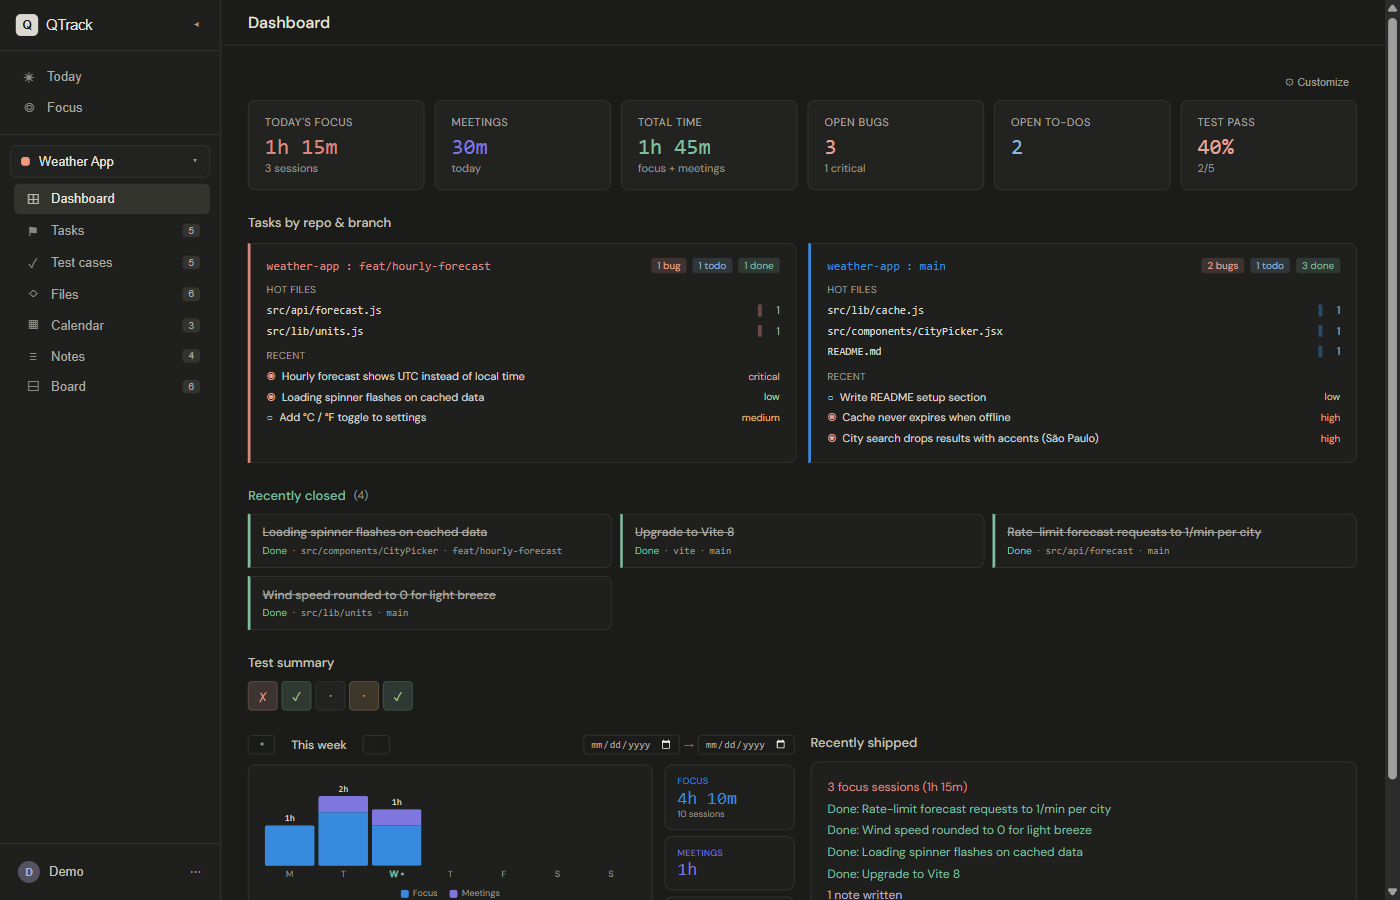 Q QTrack
Today
Focus
Weather App
Dashboard
Tasks 5
Test cases 5
Files 6
Calendar 3
Notes 4
Board 6
D Demo
Dashboard
Customize
TODAY'S FOCUS
1h 15m
3 sessions
MEETINGS
30m
today
TOTAL TIME
1h 45m
focus + meetings
OPEN BUGS
3
1 critical
OPEN TO-DOS
2
TEST PASS
40%
2/5
Tasks by repo & branch
weather-app : feat/hourly-forecast 1 bug 1 todo 1 done
HOT FILES
src/api/forecast.js 1
src/lib/units.js 1
RECENT
Hourly forecast shows UTC instead of local time critical
Loading spinner flashes on cached data low
Add °C / °F toggle to settings medium
weather-app : main 2 bugs 1 todo 3 done
HOT FILES
src/lib/cache.js 1
src/components/CityPicker.jsx 1
README.md 1
RECENT
Write README setup section low
Cache never expires when offline high
City search drops results with accents (São Paulo) high
Recently closed (4)
Loading spinner flashes on cached data
Done · src/components/CityPicker · feat/hourly-forecast
Upgrade to Vite 8
Done · vite · main
Rate-limit forecast requests to 1/min per city
Done · src/api/forecast · main
Wind speed rounded to 0 for light breeze
Done · src/lib/units · main
Test summary
✗ ✓ · · ✓
This week mm/dd/yyyy → mm/dd/yyyy
1h 2h 1h
M T W • T F S S
Focus Meetings
FOCUS
4h 10m
10 sessions
MEETINGS
1h
Recently shipped
3 focus sessions (1h 15m)
Done: Rate-limit forecast requests to 1/min per city
Done: Wind speed rounded to 0 for light breeze
Done: Loading spinner flashes on cached data
Done: Upgrade to Vite 8
1 note written